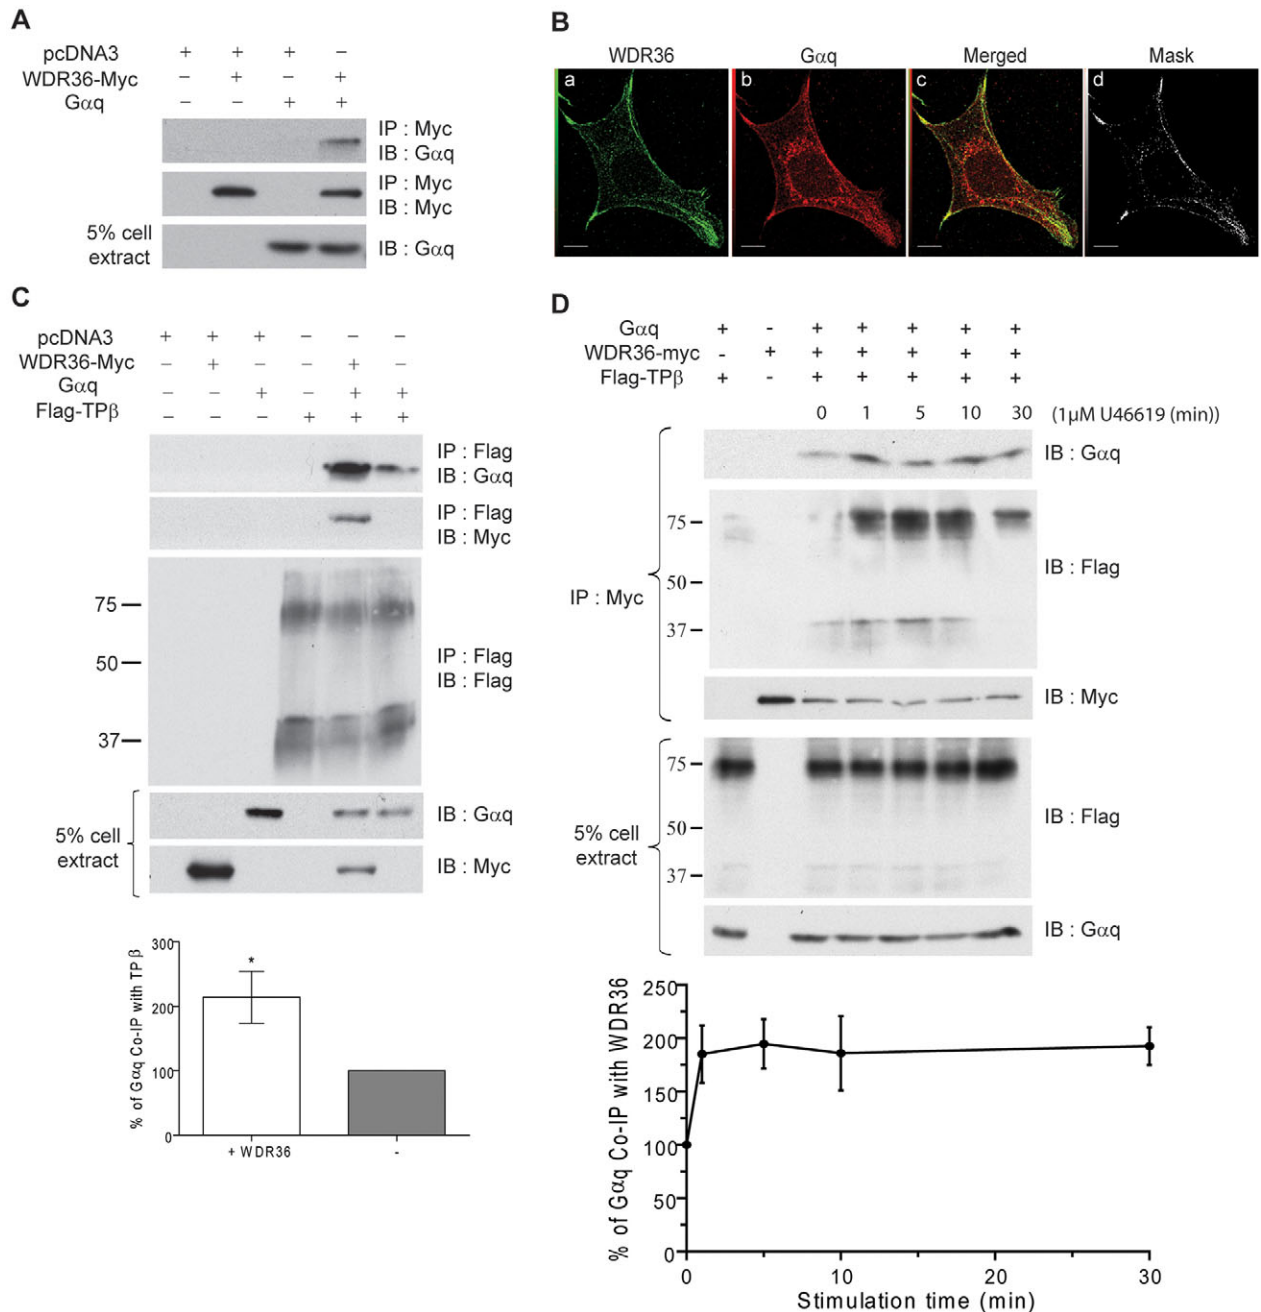 A
pcDNA3 + + + –
WDR36-Myc – + – +
Gαq – – + +
IP : Myc
IB : Gαq
IP : Myc
IB : Myc
5% cell
extract
IB : Gαq
B
WDR36 Gαq Merged Mask
a b c d
C
pcDNA3 + + + – – –
WDR36-Myc – + – – + –
Gαq – – + – + +
Flag-TPβ – – – + + +
IP : Flag
IB : Gαq
IP : Flag
IB : Myc
75
50
37
IP : Flag
IB : Flag
5% cell
extract
IB : Gαq
IB : Myc
% of Gαq Co-IP with TPβ
300
200
100
0
*
+ WDR36 -
D
Gαq + - + + + + +
WDR36-myc - + + + + + +
Flag-TPβ + - + + + + +
0 1 5 10 30 (1μM U46619 (min))
IP : Myc
IB : Gαq
75
50
37
IB : Flag
IB : Myc
5% cell
extract
75
50
37
IB : Flag
IB : Gαq
% of Gαq Co-IP with WDR36
250
200
150
100
50
0
0 10 20 30
Stimulation time (min)